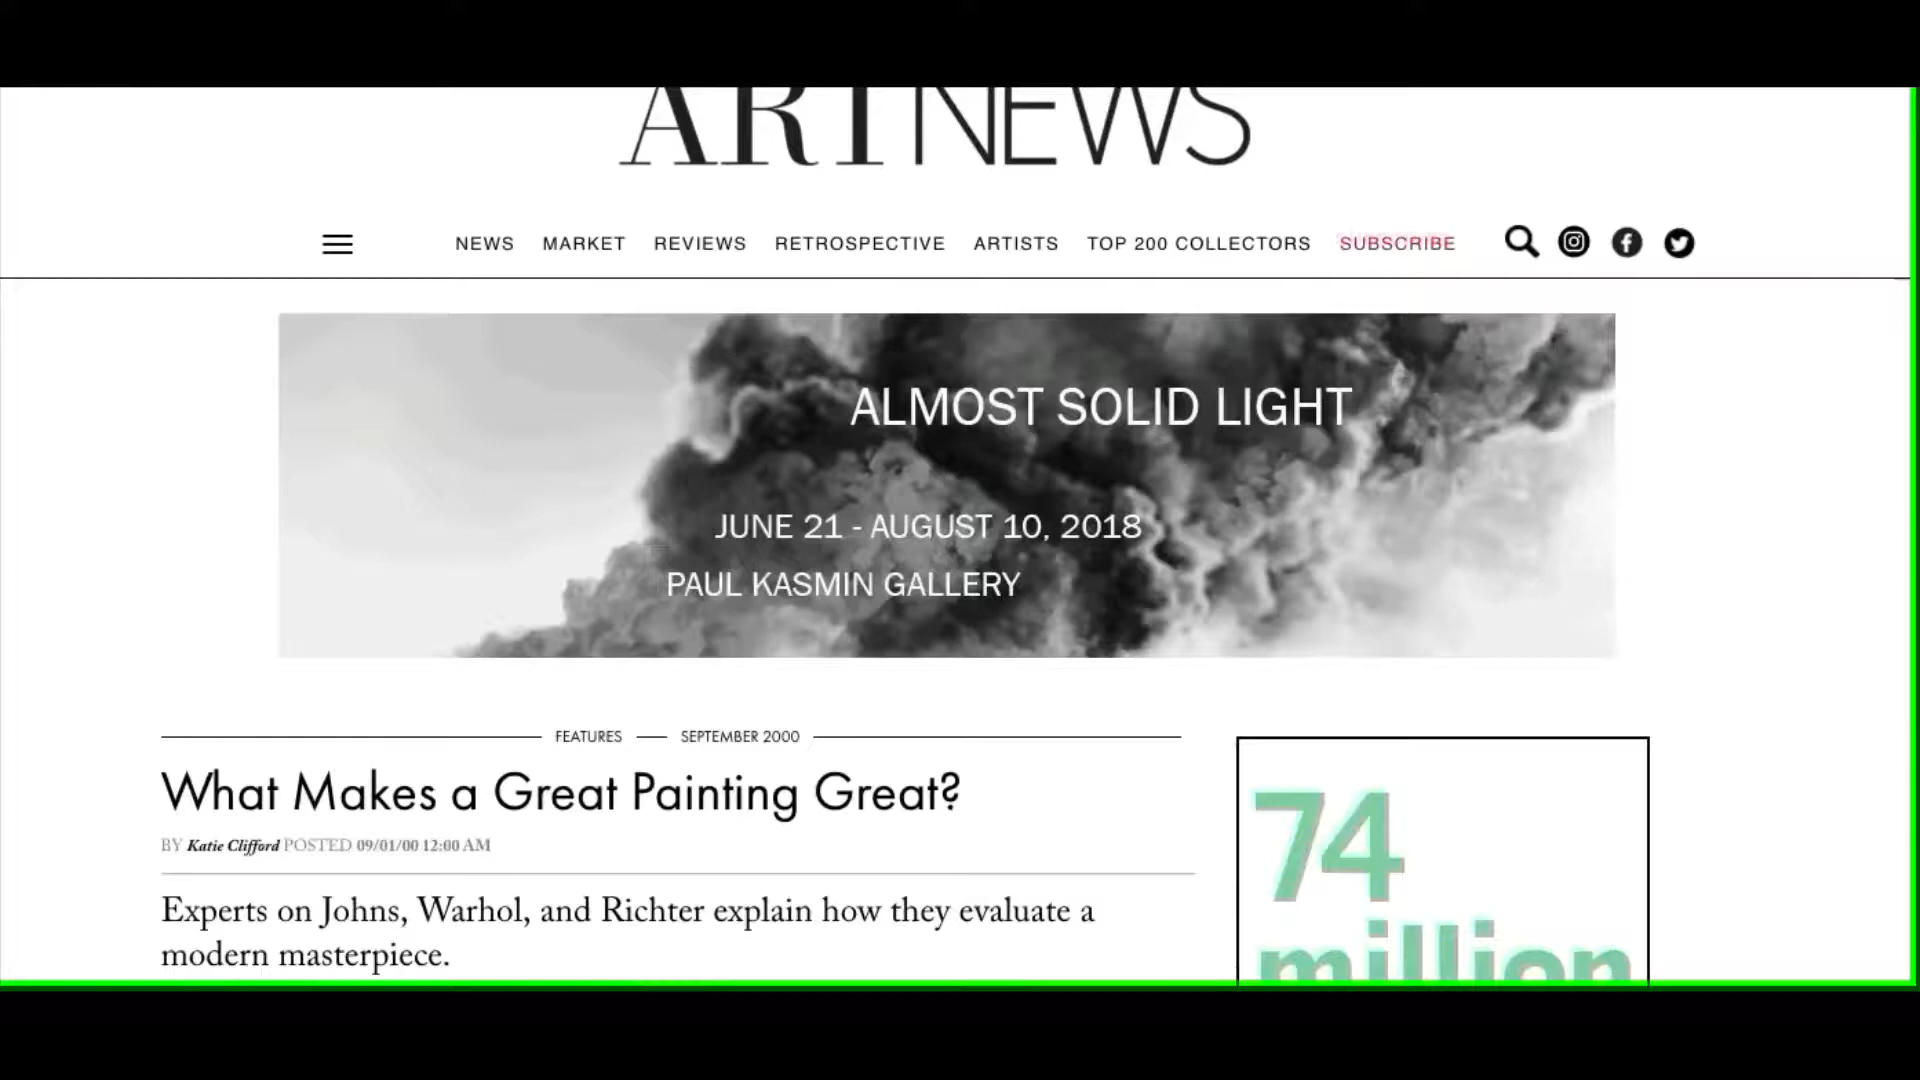 ARTNEWS
NEWS MARKET REVIEWS RETROSPECTIVE ARTISTS TOP 200 COLLECTORS SUBSCRIBE
ALMOST SOLID LIGHT
JUNE 21 - AUGUST 10, 2018
PAUL KASMIN GALLERY
FEATURES — SEPTEMBER 2000
What Makes a Great Painting Great?
BY Katie Clifford POSTED 09/01/00 12:00 AM
Experts on Johns, Warhol, and Richter explain how they evaluate a
modern masterpiece.
74
million